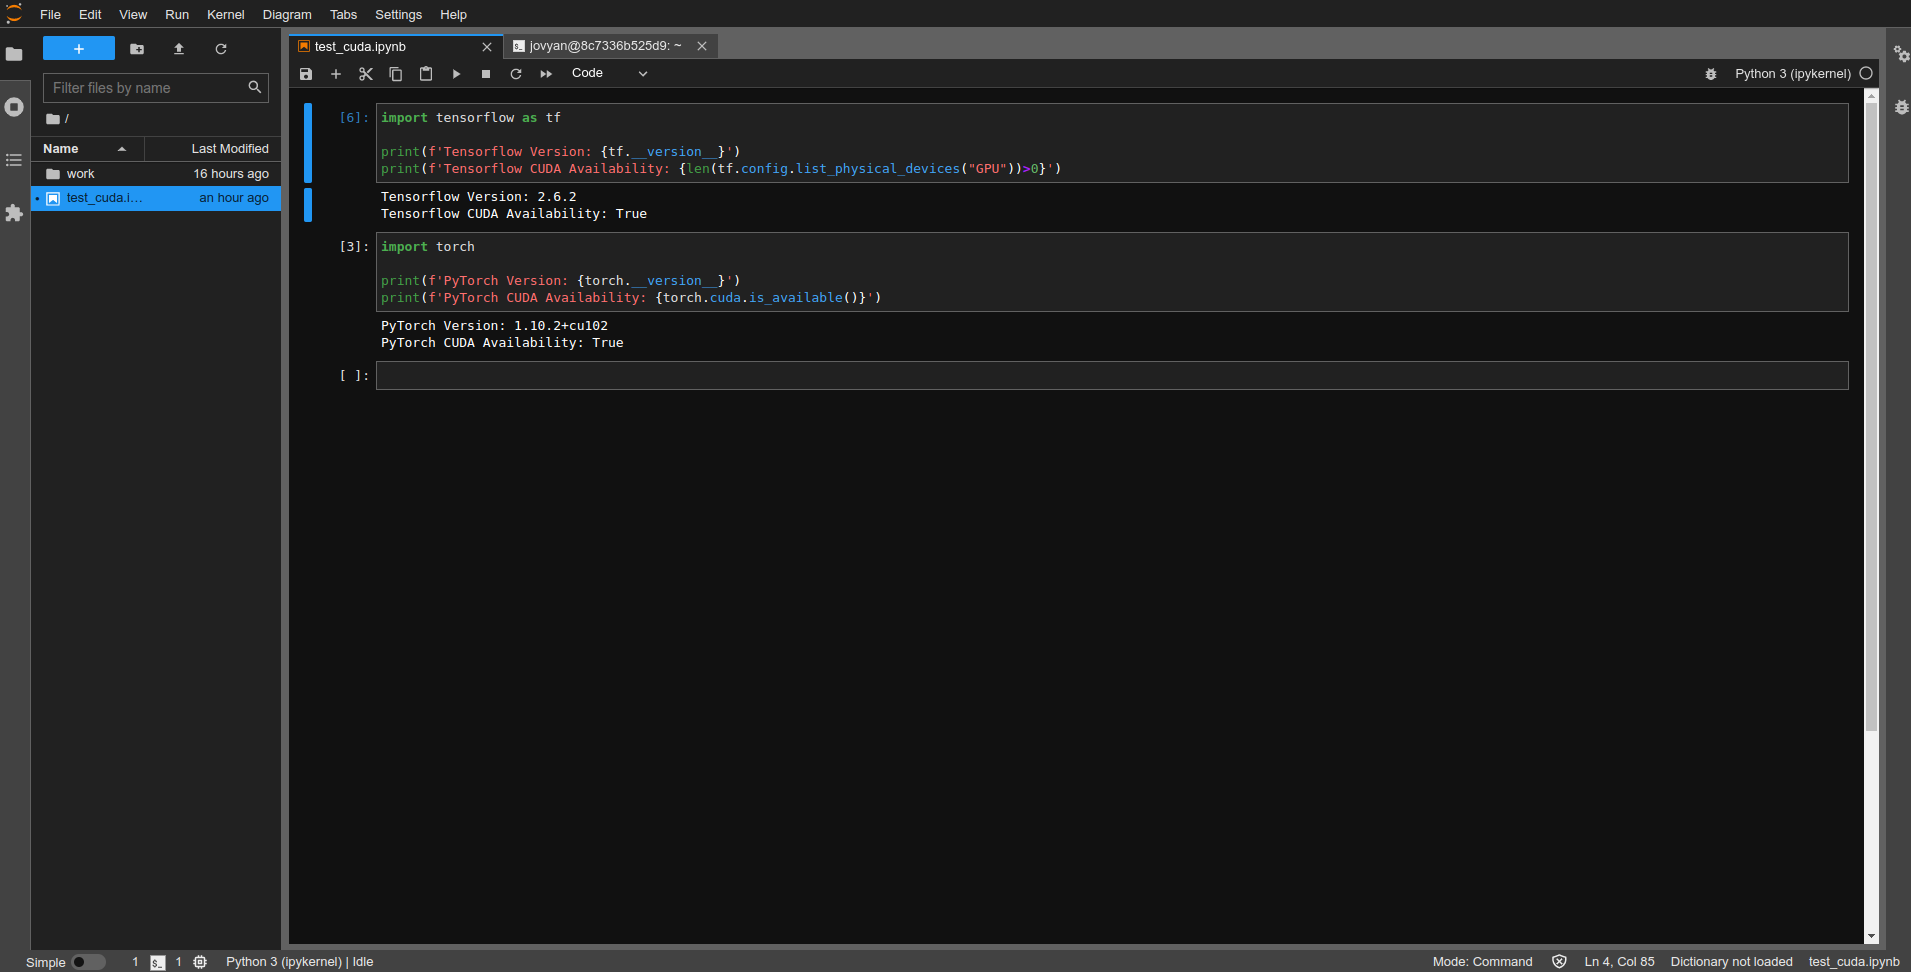 File Edit View Run Kernel Diagram Tabs Settings Help
+
Filter files by name
/
Name Last Modified
work 16 hours ago
test_cuda.i… an hour ago
test_cuda.ipynb
jovyan@8c7336b525d9: ~
Code
Python 3 (ipykernel)
[6]: import tensorflow as tf
print(f'Tensorflow Version: {tf.__version__}')
print(f'Tensorflow CUDA Availability: {len(tf.config.list_physical_devices("GPU"))>0}')
Tensorflow Version: 2.6.2
Tensorflow CUDA Availability: True
[3]: import torch
print(f'PyTorch Version: {torch.__version__}')
print(f'PyTorch CUDA Availability: {torch.cuda.is_available()}')
PyTorch Version: 1.10.2+cu102
PyTorch CUDA Availability: True
[ ]:
Simple 1 $_ 1 Python 3 (ipykernel) | Idle Mode: Command Ln 4, Col 85 Dictionary not loaded test_cuda.ipynb